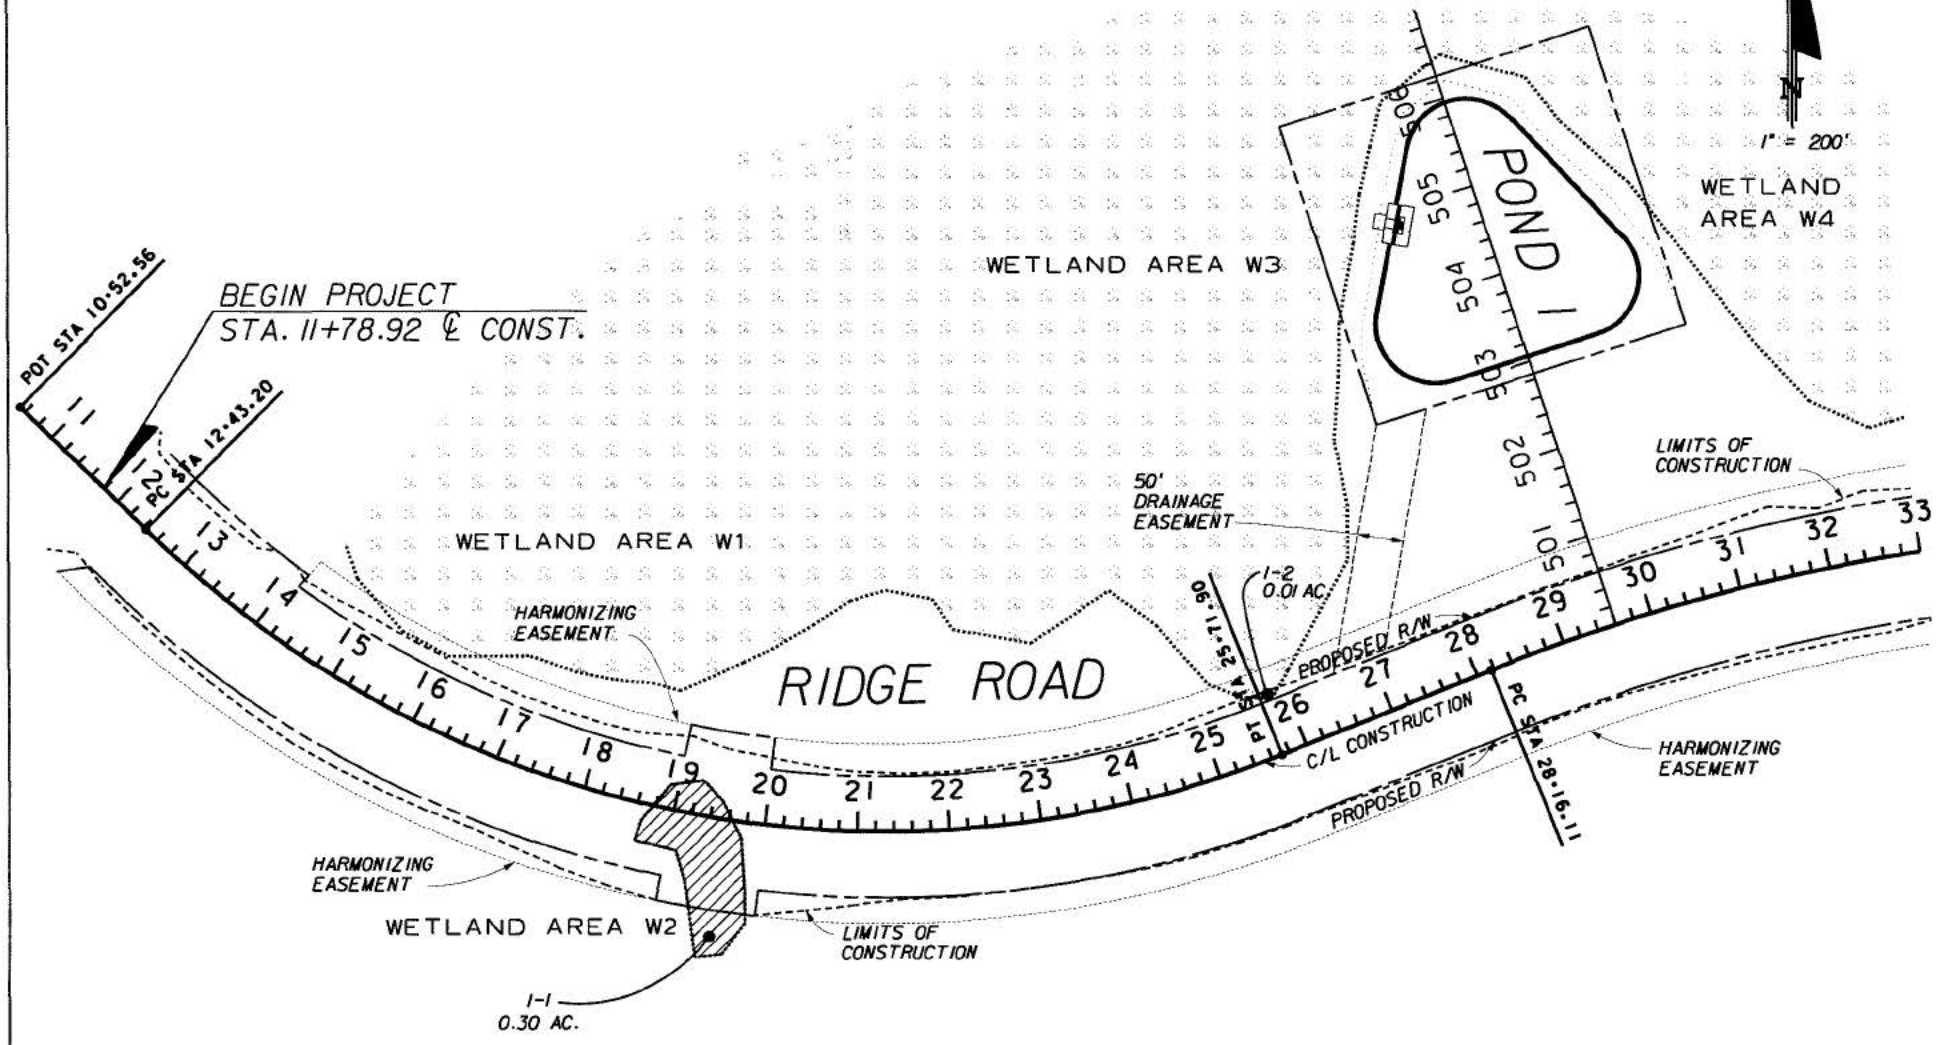 N
1" = 200'
WETLAND
AREA W4
506
505
504
503
502
501
POND 1
WETLAND AREA W3
POT STA 10+52.56
BEGIN PROJECT
STA. 11+78.92 ℄ CONST.
PC STA 12+43.20
11
12
13
14
15
16
17
18
19
20
21
22
23
24
25
26
27
28
29
30
31
32
33
LIMITS OF
CONSTRUCTION
50'
DRAINAGE
EASEMENT
WETLAND AREA W1
HARMONIZING
EASEMENT
1-2
0.01 AC.
PT STA 25+71.90
PROPOSED R/W
RIDGE ROAD
C/L CONSTRUCTION
PROPOSED R/W
PC STA 28+16.11
HARMONIZING
EASEMENT
HARMONIZING
EASEMENT
WETLAND AREA W2
LIMITS OF
CONSTRUCTION
1-1
0.30 AC.